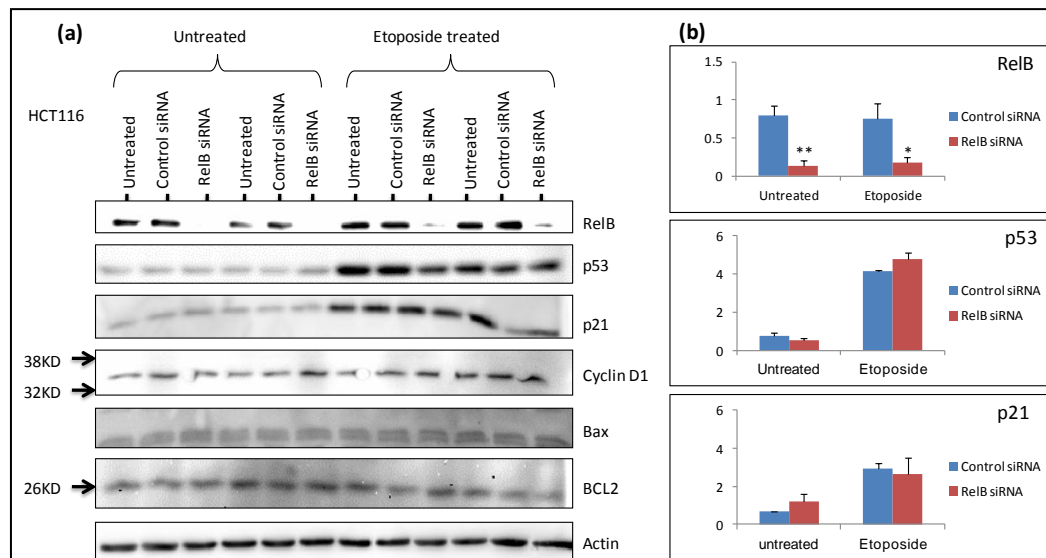 (a)
Untreated
Etoposide treated
HCT116
Untreated
Control siRNA
RelB siRNA
Untreated
Control siRNA
RelB siRNA
Untreated
Control siRNA
RelB siRNA
Untreated
Control siRNA
RelB siRNA
RelB
p53
p21
38KD
Cyclin D1
32KD
Bax
26KD
BCL2
Actin
(b)
RelB
1.5
1
0.5
0
**
*
Untreated
Etoposide
Control siRNA
RelB siRNA
p53
6
4
2
0
Untreated
Etoposide
Control siRNA
RelB siRNA
p21
6
4
2
0
untreated
Etoposide
Control siRNA
RelB siRNA